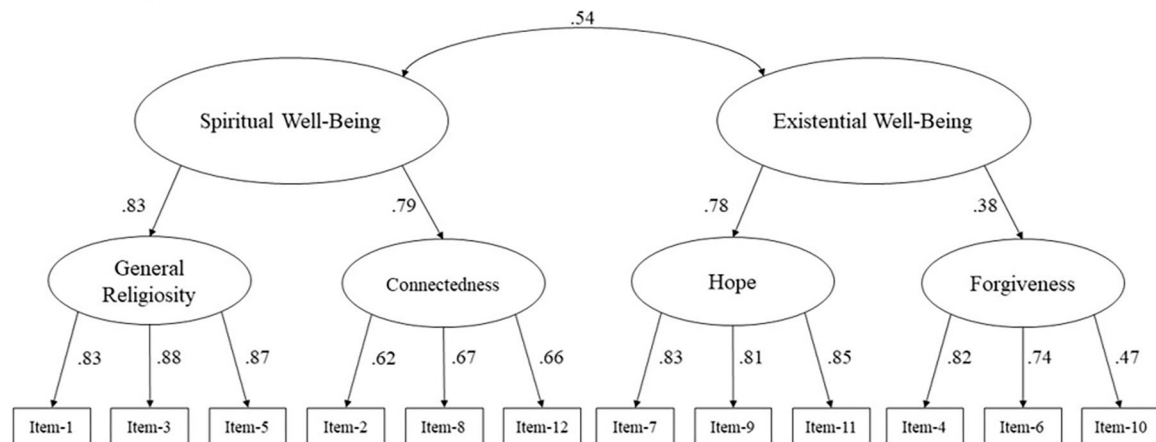 .54
Spiritual Well-Being
Existential Well-Being
.83
.79
.78
.38
General
Religiosity
Connectedness
Hope
Forgiveness
.83
.88
.87
.62
.67
.66
.83
.81
.85
.82
.74
.47
Item-1
Item-3
Item-5
Item-2
Item-8
Item-12
Item-7
Item-9
Item-11
Item-4
Item-6
Item-10